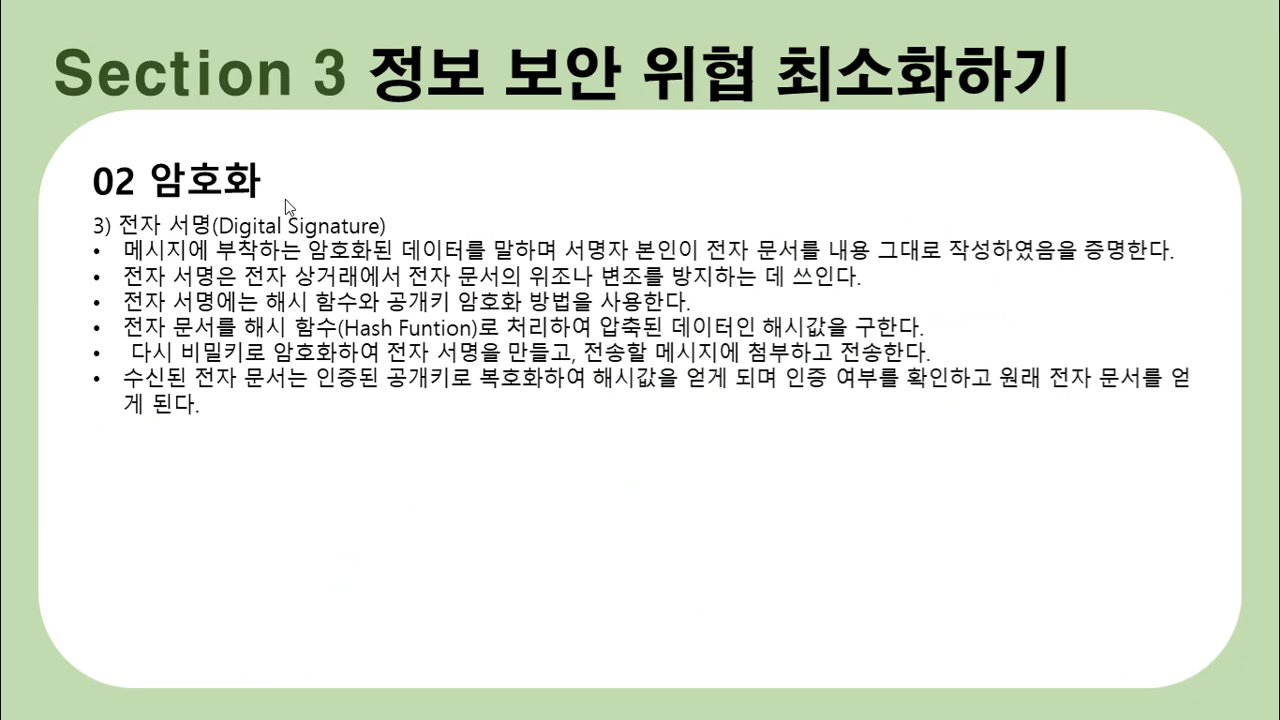 Section 3 정보 보안 위협 최소화하기
02 암호화
3) 전자 서명(Digital Signature)
• 메시지에 부착하는 암호화된 데이터를 말하며 서명자 본인이 전자 문서를 내용 그대로 작성하였음을 증명한다.
• 전자 서명은 전자 상거래에서 전자 문서의 위조나 변조를 방지하는 데 쓰인다.
• 전자 서명에는 해시 함수와 공개키 암호화 방법을 사용한다.
• 전자 문서를 해시 함수(Hash Funtion)로 처리하여 압축된 데이터인 해시값을 구한다.
• 다시 비밀키로 암호화하여 전자 서명을 만들고, 전송할 메시지에 첨부하고 전송한다.
• 수신된 전자 문서는 인증된 공개키로 복호화하여 해시값을 얻게 되며 인증 여부를 확인하고 원래 전자 문서를 얻
게 된다.